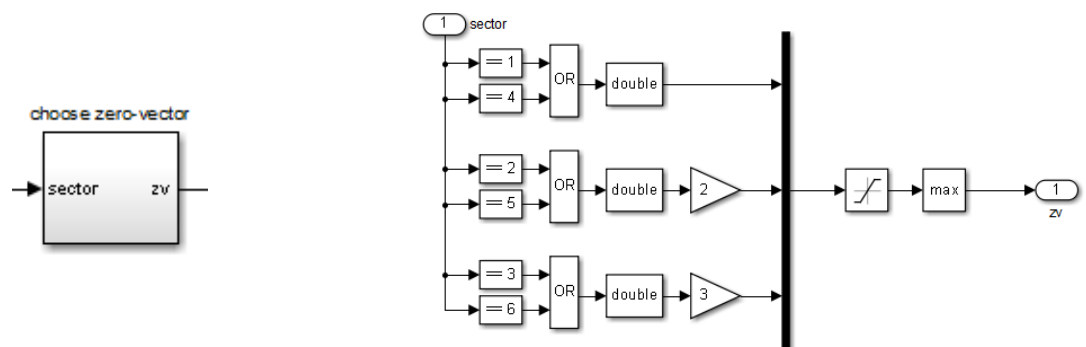 choose zero-vector
sector zv
1 sector
== 1
== 4
OR
double
== 2
== 5
OR
double
2
== 3
== 6
OR
double
3
max
1
zv